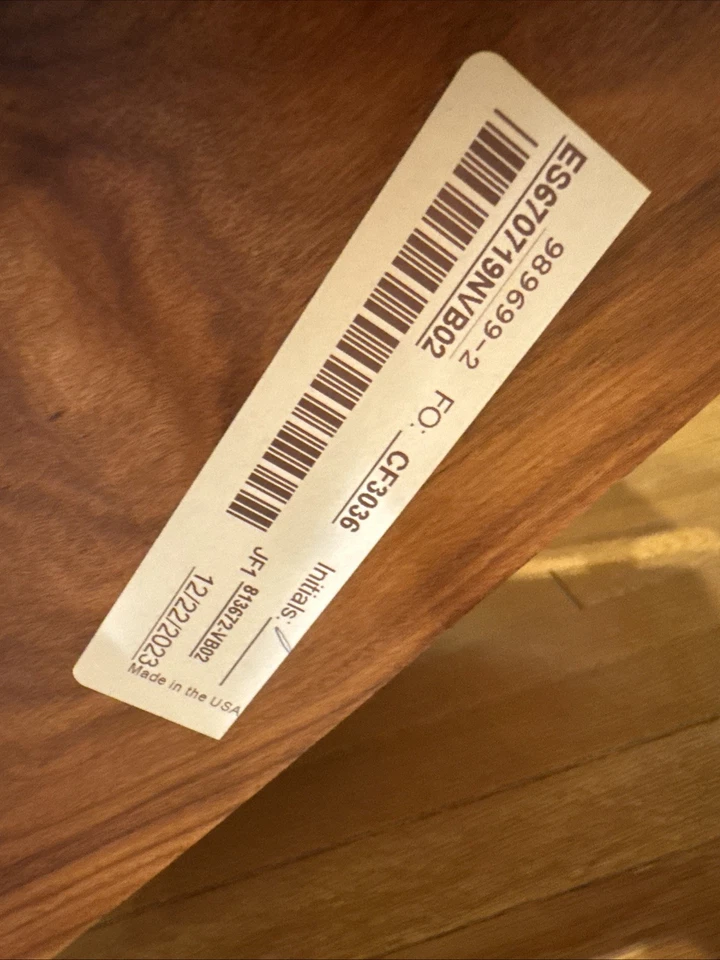 ES670719NVB02
989699-2
FO: CF3036
Initials:
JF1 813672-VB02
12/22/2023
Made in the USA